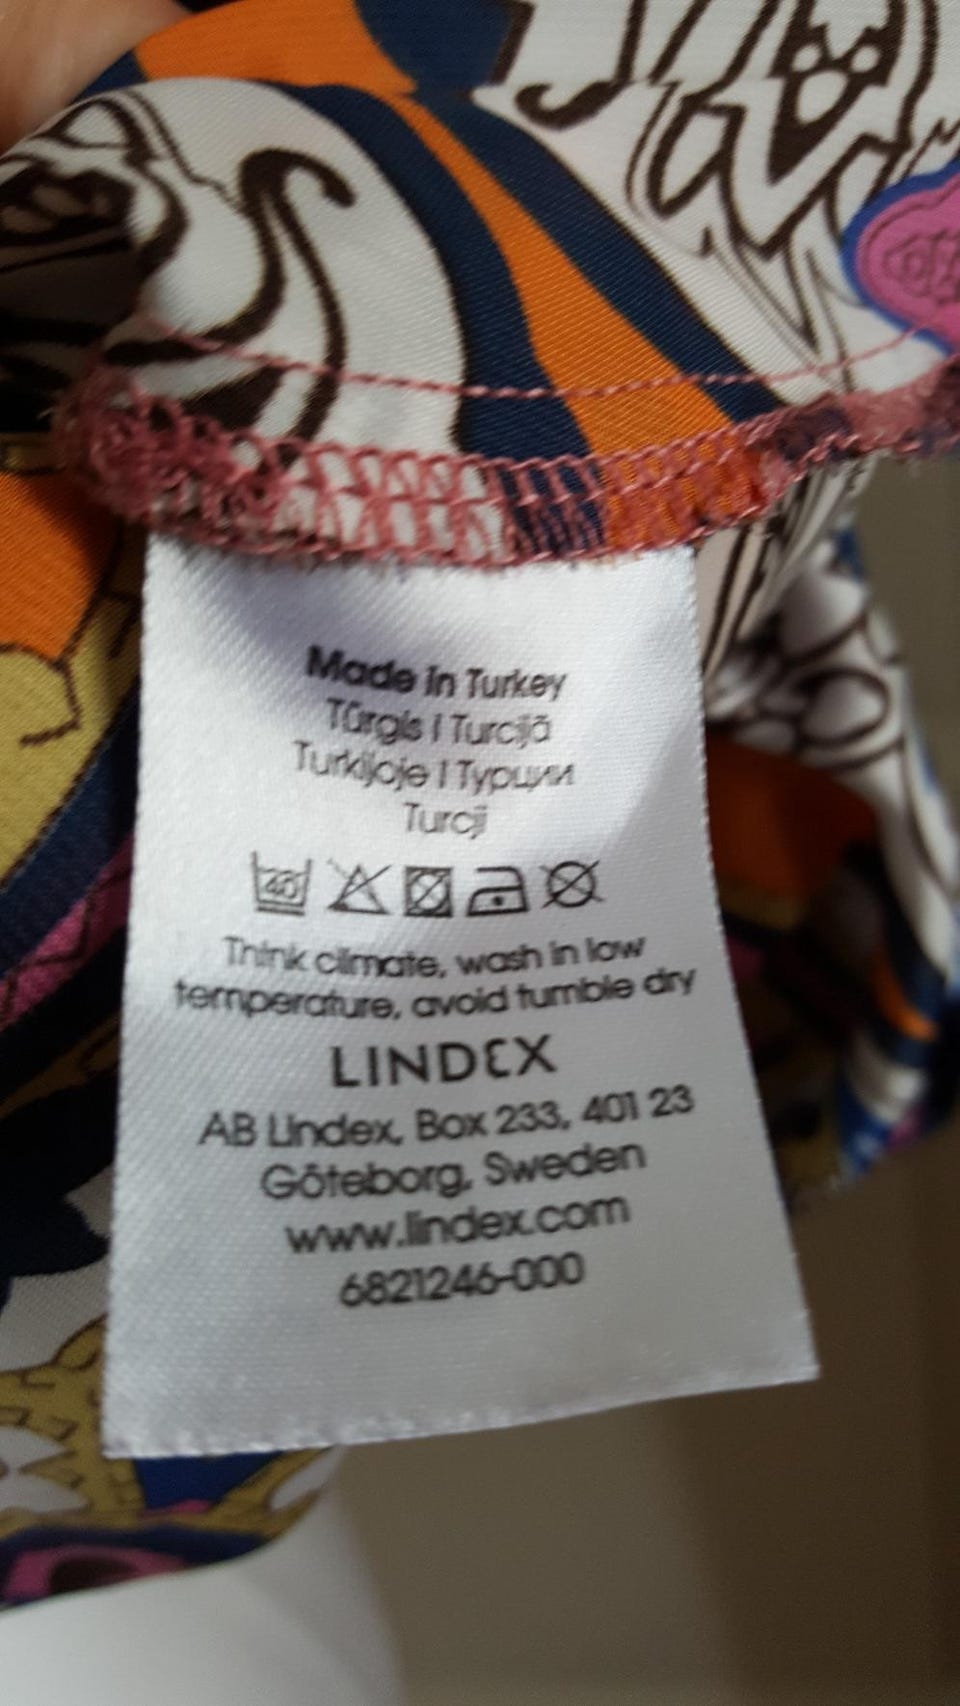 Made in Turkey
Türgis | Turcijā
Turkijoje | Турции
Turcji
40
Think climate, wash in low
temperature, avoid tumble dry
LINDEX
AB Lindex, Box 233, 401 23
Göteborg, Sweden
www.lindex.com
6821246-000